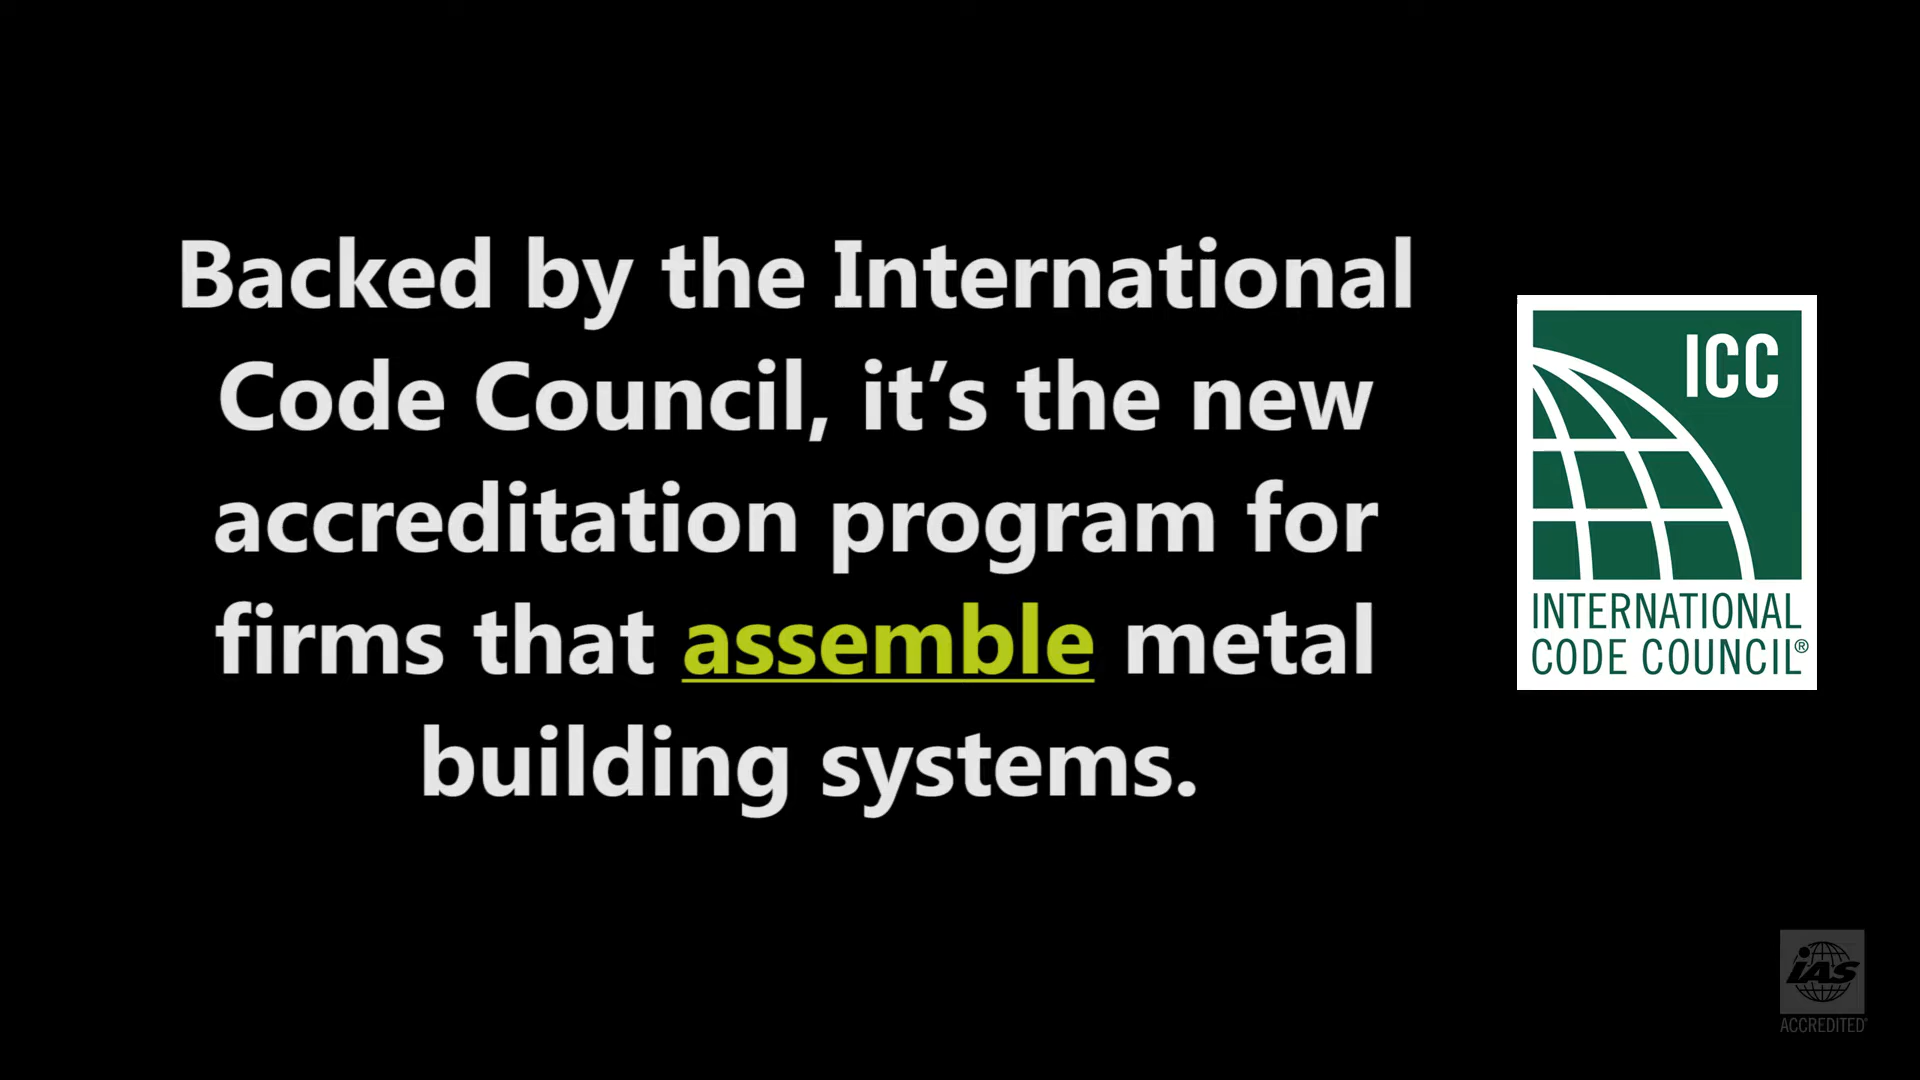 Backed by the International
Code Council, it’s the new
accreditation program for
firms that assemble metal
building systems.
ICC
INTERNATIONAL
CODE COUNCIL®
iAS
ACCREDITED®